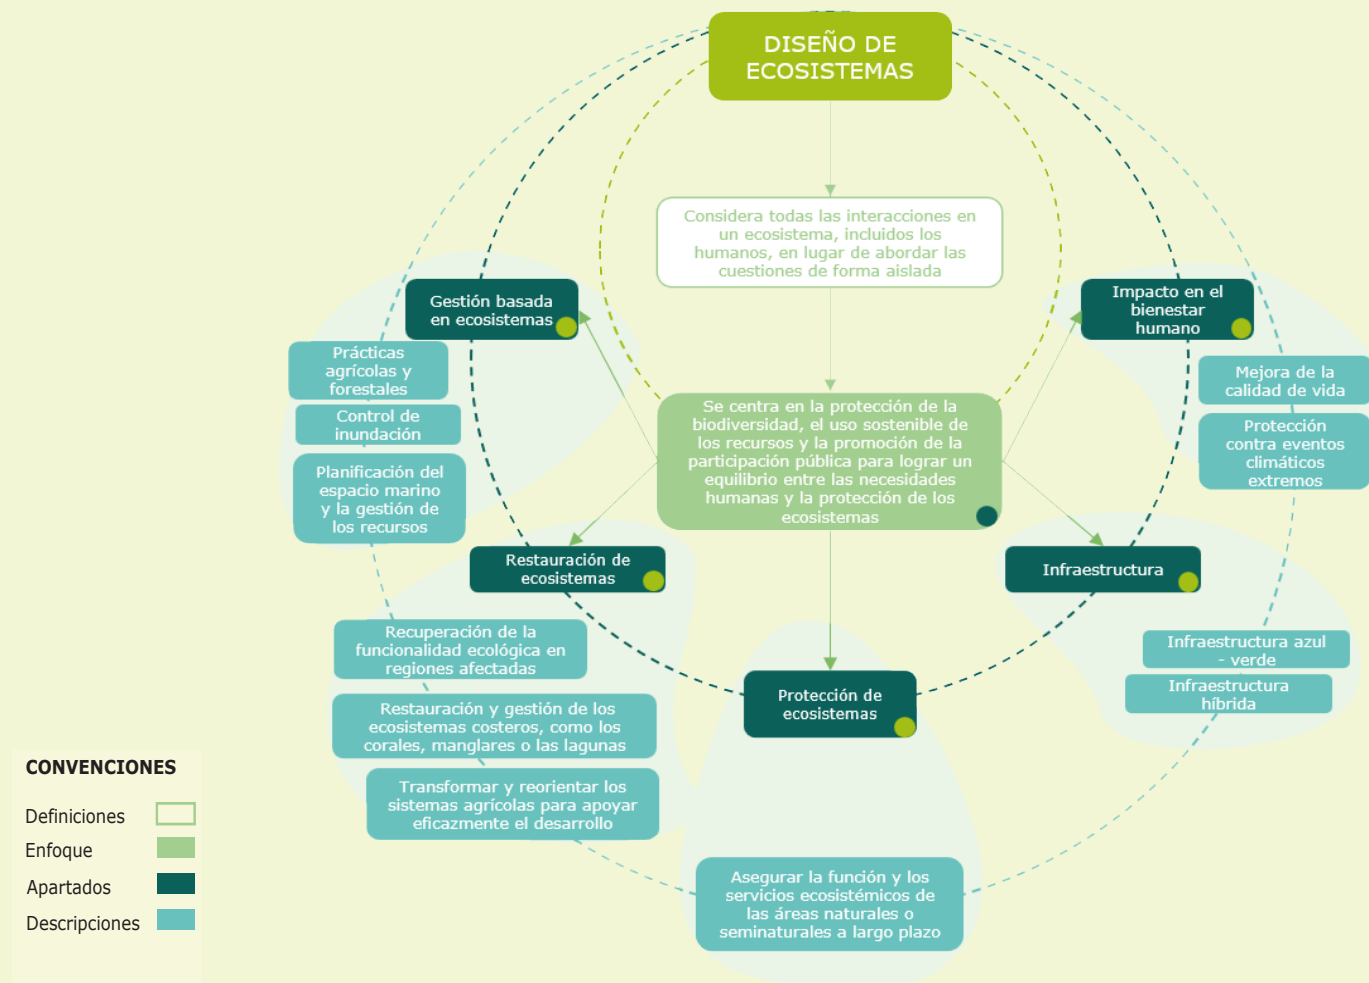 DISEÑO DE
ECOSISTEMAS
Considera todas las interacciones en
un ecosistema, incluidos los
humanos, en lugar de abordar las
cuestiones de forma aislada
Gestión basada
en ecosistemas
Impacto en el
bienestar
humano
Prácticas
agrícolas y
forestales
Control de
inundación
Planificación del
espacio marino
y la gestión de
los recursos
Se centra en la protección de la
biodiversidad, el uso sostenible de
los recursos y la promoción de la
participación pública para lograr un
equilibrio entre las necesidades
humanas y la protección de los
ecosistemas
Mejora de la
calidad de vida
Protección
contra eventos
climáticos
extremos
Restauración de
ecosistemas
Infraestructura
Recuperación de la
funcionalidad ecológica en
regiones afectadas
Restauración y gestión de los
ecosistemas costeros, como los
corales, manglares o las lagunas
Transformar y reorientar los
sistemas agrícolas para apoyar
eficazmente el desarrollo
Infraestructura azul
- verde
Infraestructura
híbrida
Protección de
ecosistemas
Asegurar la función y los
servicios ecosistémicos de
las áreas naturales o
seminaturales a largo plazo
CONVENCIONES
Definiciones
Enfoque
Apartados
Descripciones